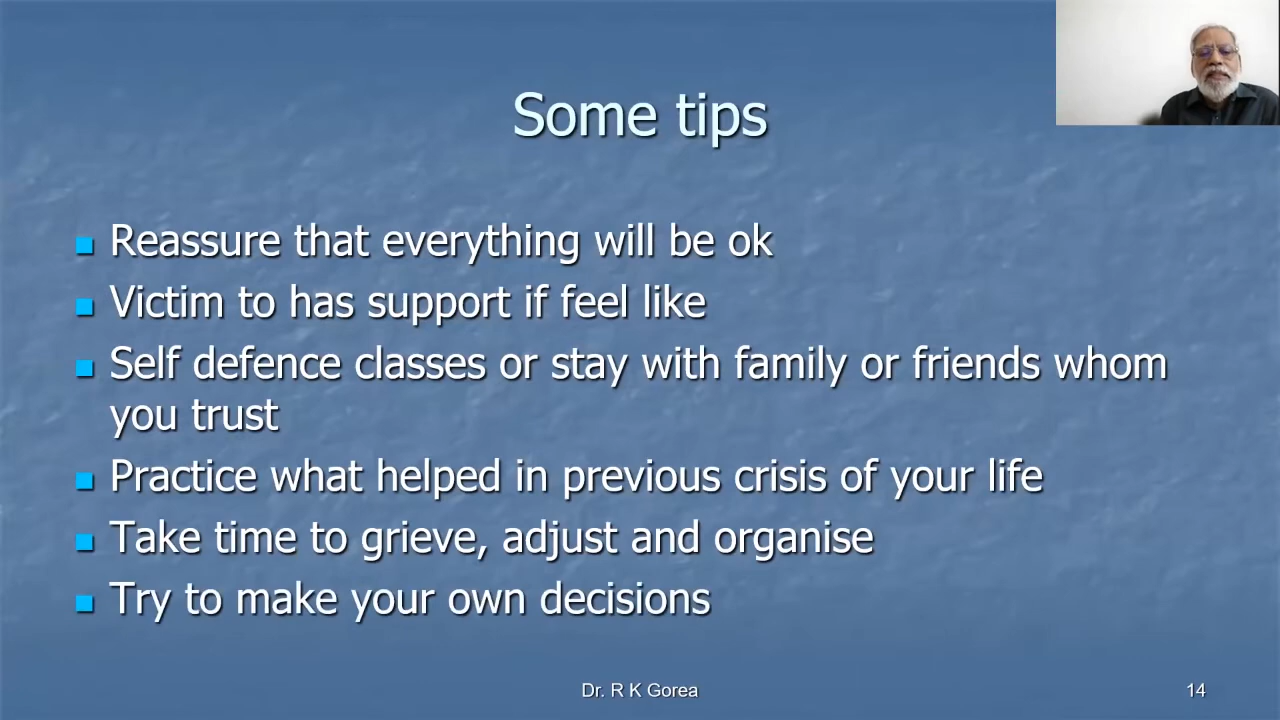 Some tips
Reassure that everything will be ok
Victim to has support if feel like
Self defence classes or stay with family or friends whom
you trust
Practice what helped in previous crisis of your life
Take time to grieve, adjust and organise
Try to make your own decisions
Dr. R K Gorea
14